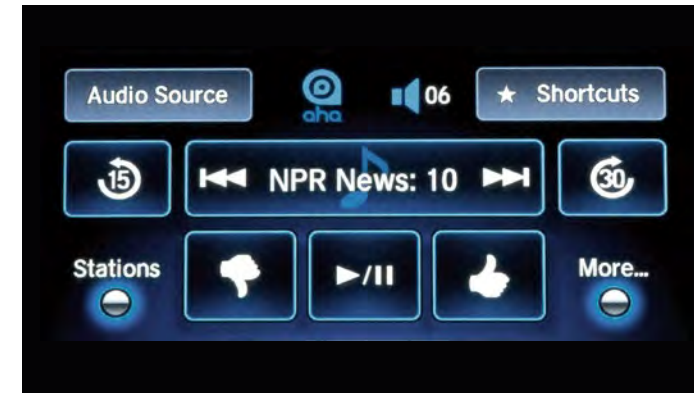 Audio Source
aha
06
★ Shortcuts
15
NPR News: 10
30
Stations
More...